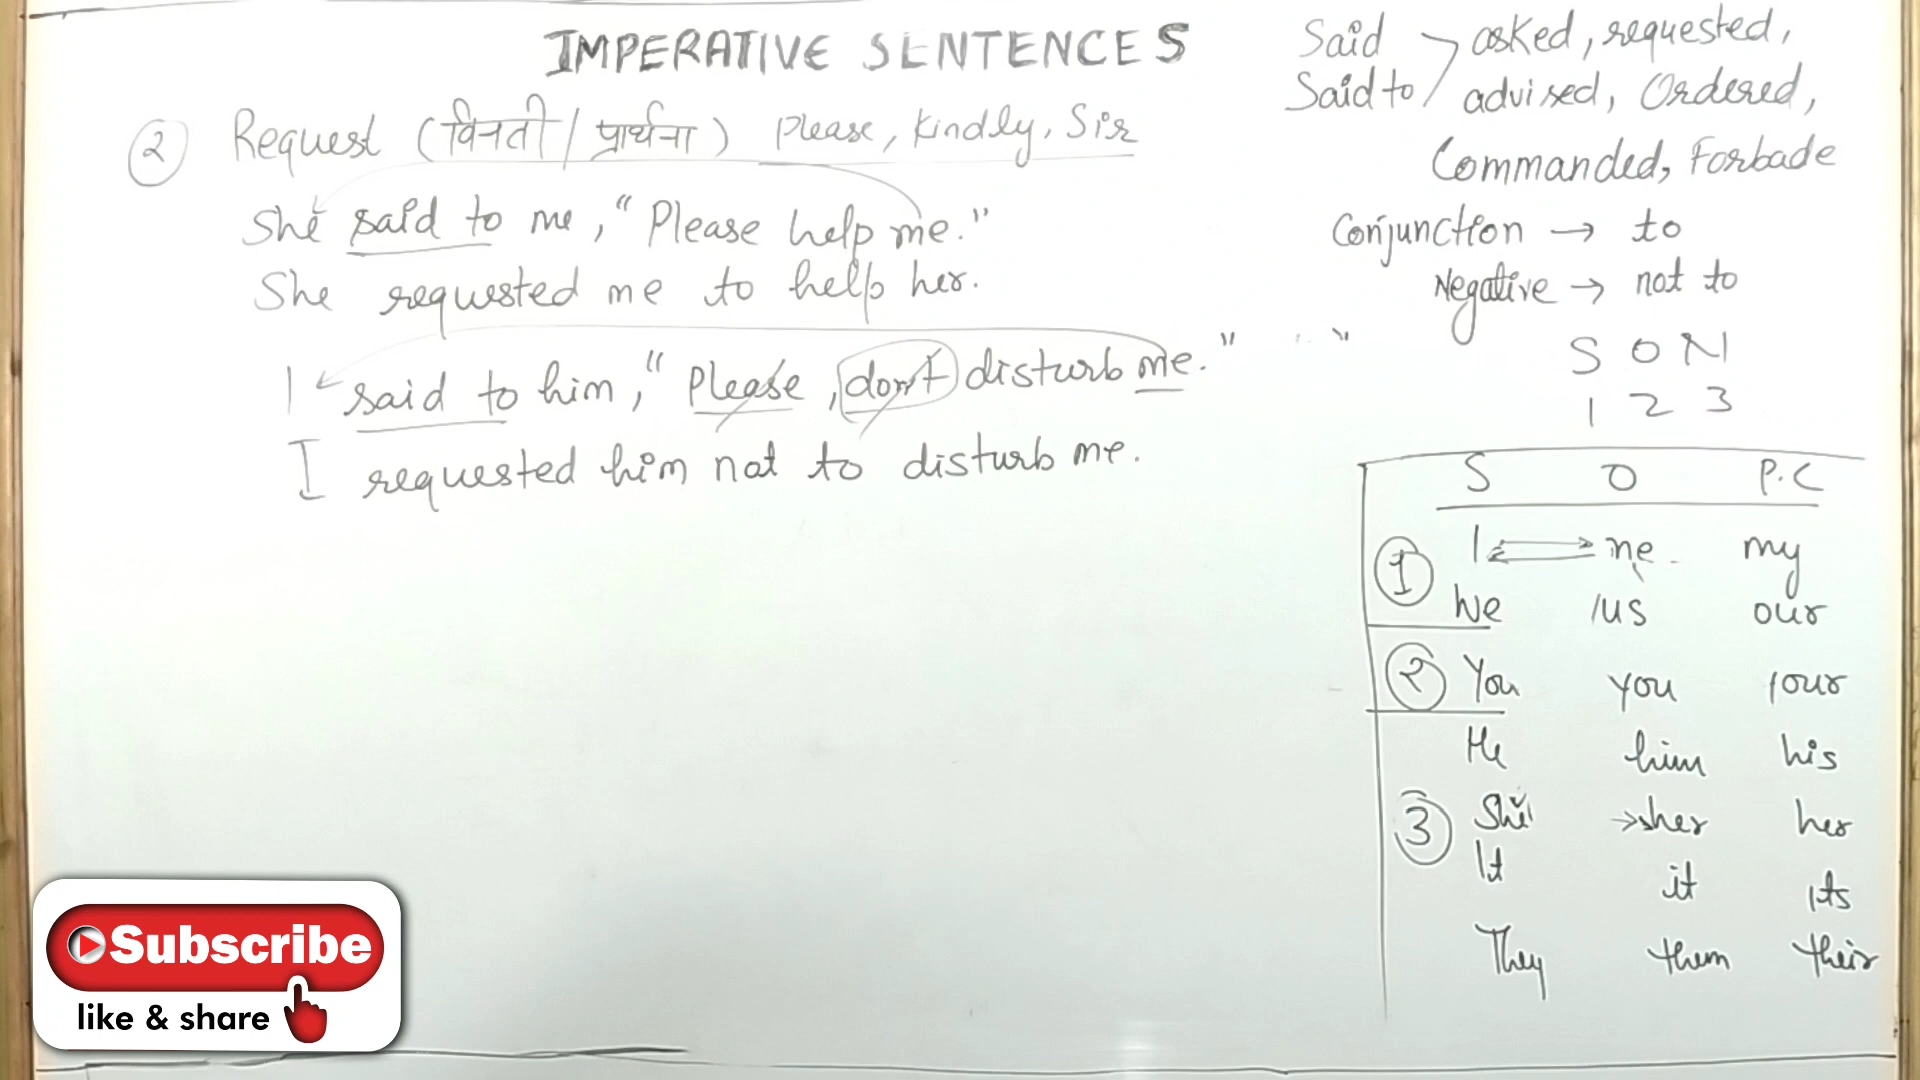 IMPERATIVE SENTENCES
② Request (विनती / प्रार्थना) Please, Kindly, Sir
She said to me, "Please help me."
She requested me to help her.
I said to him, "Please, don't disturb me." "
I requested him not to disturb me.
Said
Said to
asked, requested,
advised, Ordered,
Commanded, Forbade
Conjunction → to
Negative → not to
S O N
1 2 3
S O P.C
① I me my
We us our
② You you your
He him his
③ She her her
It it its
They them their
Subscribe
like & share